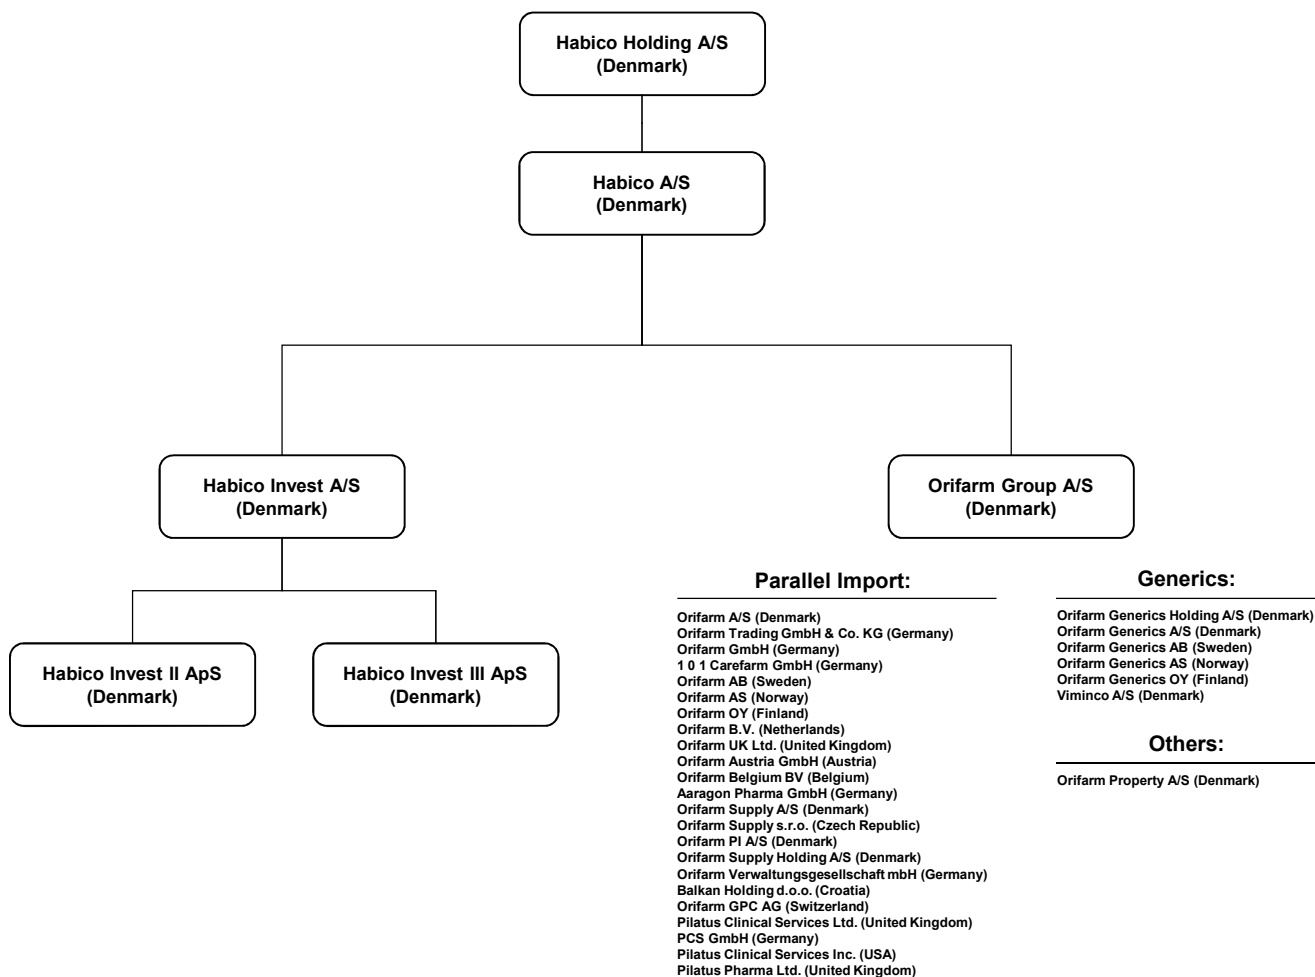 Habico Holding A/S
(Denmark)
Habico A/S
(Denmark)
Habico Invest A/S
(Denmark)
Orifarm Group A/S
(Denmark)
Habico Invest II ApS
(Denmark)
Habico Invest III ApS
(Denmark)
Parallel Import:
Orifarm A/S (Denmark)
Orifarm Trading GmbH & Co. KG (Germany)
Orifarm GmbH (Germany)
1 0 1 Carefarm GmbH (Germany)
Orifarm AB (Sweden)
Orifarm AS (Norway)
Orifarm OY (Finland)
Orifarm B.V. (Netherlands)
Orifarm UK Ltd. (United Kingdom)
Orifarm Austria GmbH (Austria)
Orifarm Belgium BV (Belgium)
Aaragon Pharma GmbH (Germany)
Orifarm Supply A/S (Denmark)
Orifarm Supply s.r.o. (Czech Republic)
Orifarm PI A/S (Denmark)
Orifarm Supply Holding A/S (Denmark)
Orifarm Verwaltungsgesellschaft mbH (Germany)
Balkan Holding d.o.o. (Croatia)
Orifarm GPC AG (Switzerland)
Pilatus Clinical Services Ltd. (United Kingdom)
PCS GmbH (Germany)
Pilatus Clinical Services Inc. (USA)
Pilatus Pharma Ltd. (United Kingdom)
Generics:
Orifarm Generics Holding A/S (Denmark)
Orifarm Generics A/S (Denmark)
Orifarm Generics AB (Sweden)
Orifarm Generics AS (Norway)
Orifarm Generics OY (Finland)
Viminco A/S (Denmark)
Others:
Orifarm Property A/S (Denmark)